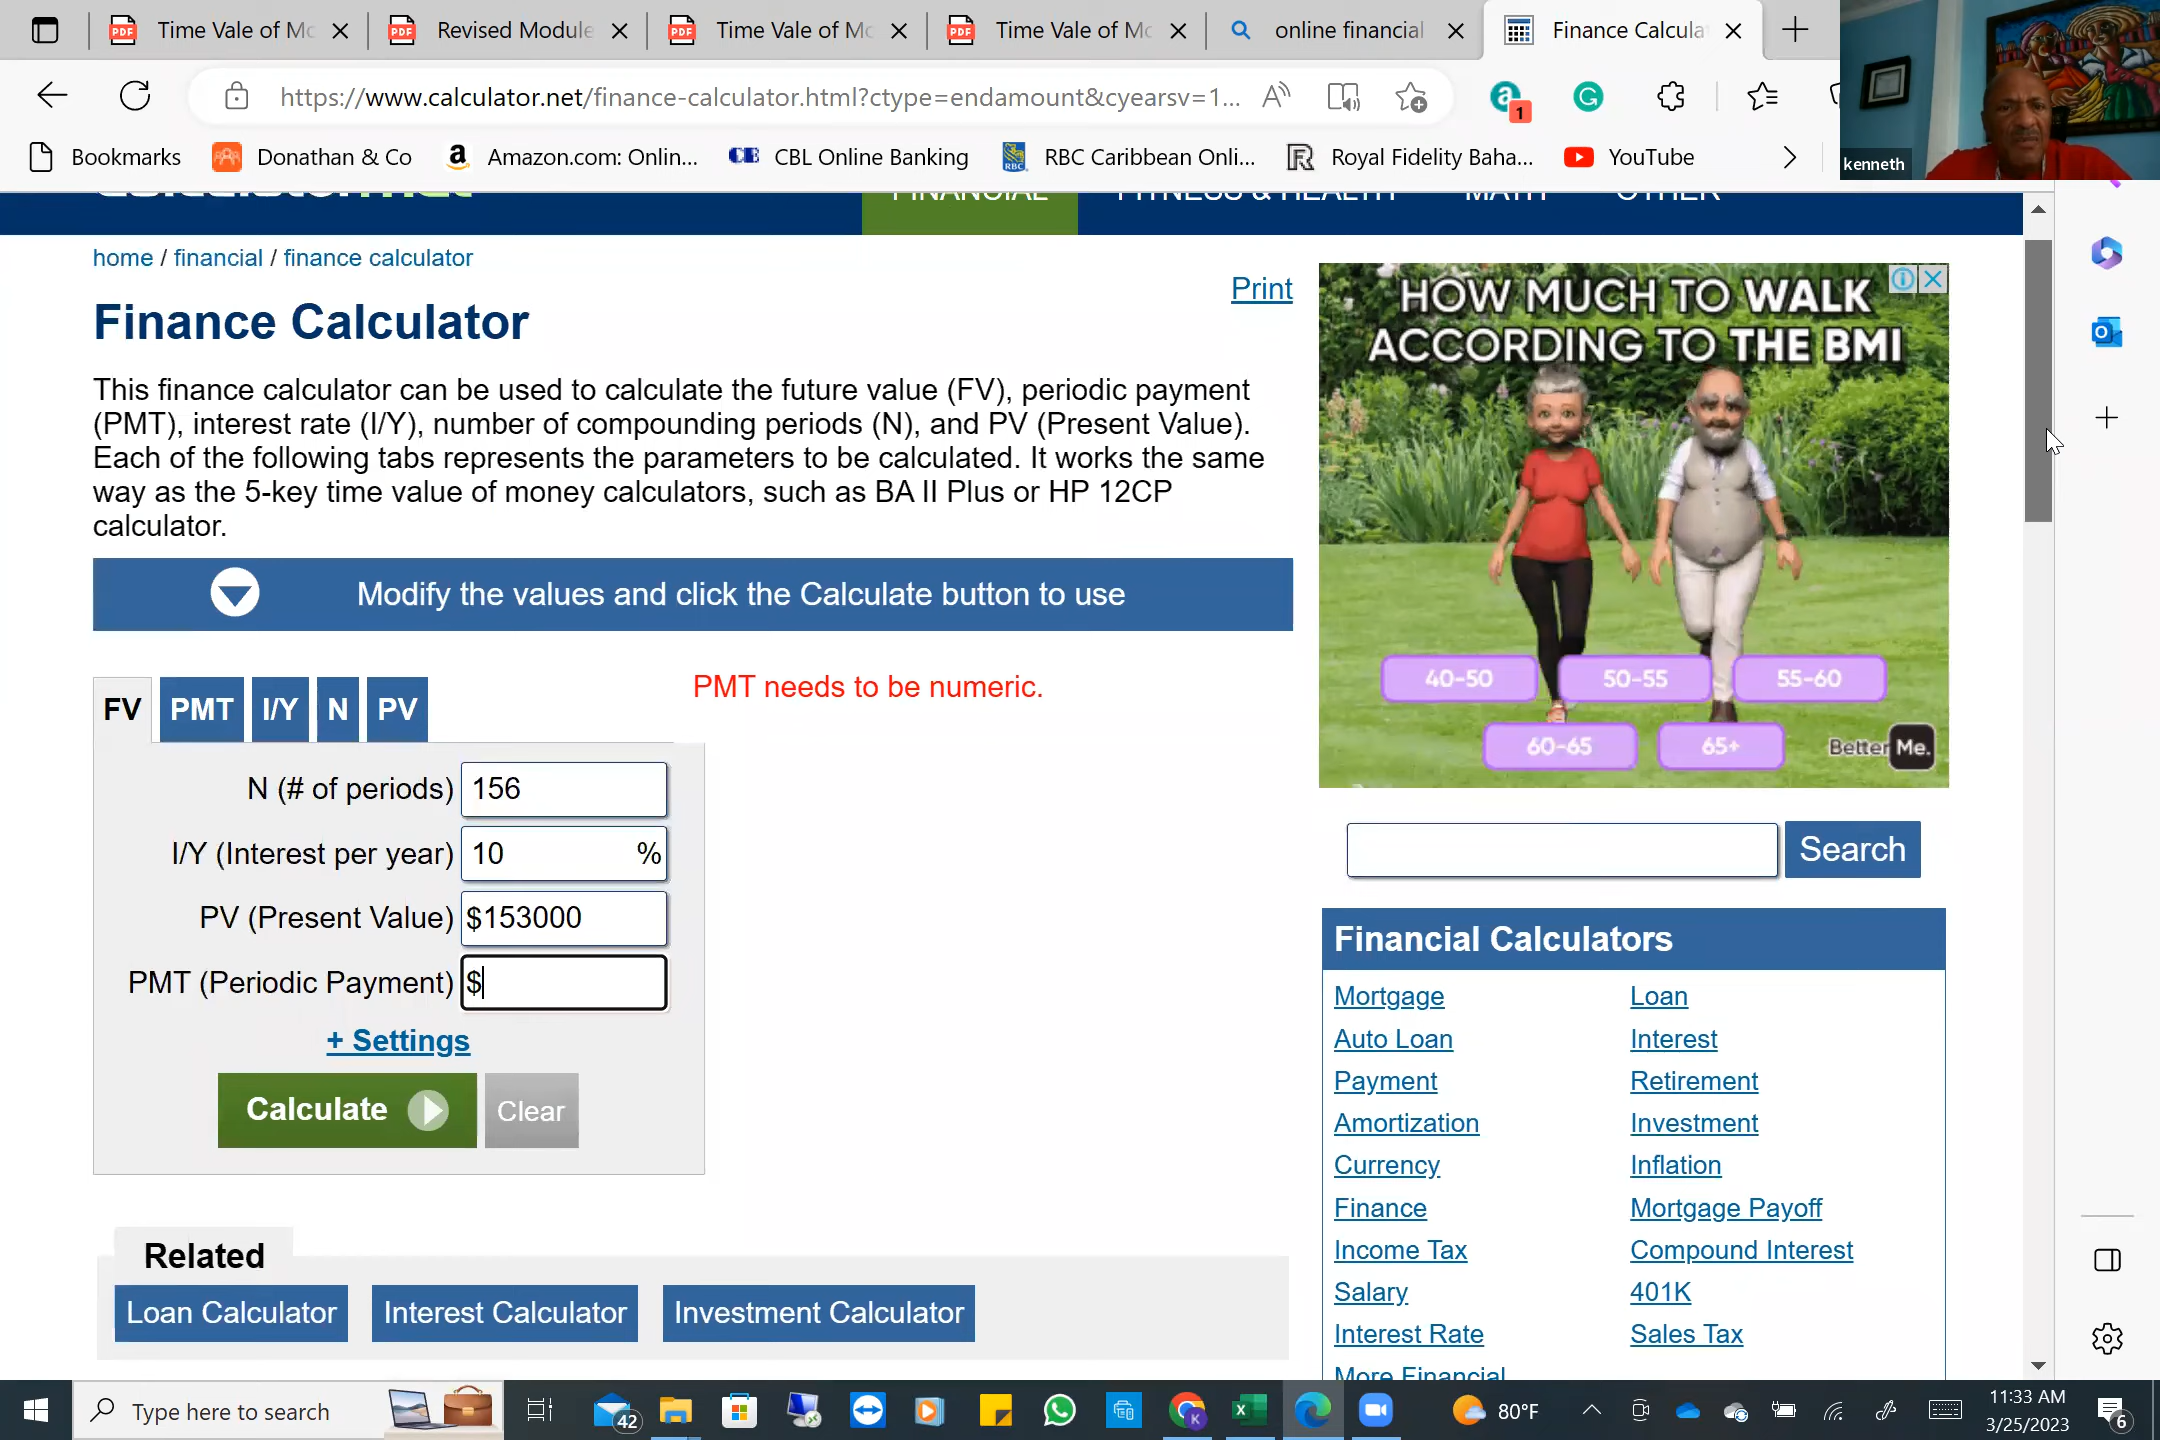 Time Vale of Mo
Revised Module
Time Vale of Mo
Time Vale of Mo
online financial
Finance Calcula
https://www.calculator.net/finance-calculator.html?ctype=endamount&cyearsv=1...
1
Bookmarks
Donathan & Co
Amazon.com: Onlin...
CBL Online Banking
RBC Caribbean Onli...
Royal Fidelity Baha...
YouTube
kenneth
FINANCIAL
FITNESS & HEALTH
MATH
OTHER
home / financial / finance calculator
Print
Finance Calculator
This finance calculator can be used to calculate the future value (FV), periodic payment
(PMT), interest rate (I/Y), number of compounding periods (N), and PV (Present Value).
Each of the following tabs represents the parameters to be calculated. It works the same
way as the 5-key time value of money calculators, such as BA II Plus or HP 12CP
calculator.
Modify the values and click the Calculate button to use
FV
PMT
I/Y
N
PV
PMT needs to be numeric.
N (# of periods) 156
I/Y (Interest per year) 10 %
PV (Present Value) $153000
PMT (Periodic Payment) $
+ Settings
Calculate
Clear
Related
Loan Calculator
Interest Calculator
Investment Calculator
HOW MUCH TO WALK
ACCORDING TO THE BMI
40-50
50-55
55-60
60-65
65+
BetterMe.
Search
Financial Calculators
Mortgage
Loan
Auto Loan
Interest
Payment
Retirement
Amortization
Investment
Currency
Inflation
Finance
Mortgage Payoff
Income Tax
Compound Interest
Salary
401K
Interest Rate
Sales Tax
More Financial
Type here to search
42
80°F
11:33 AM
3/25/2023
6